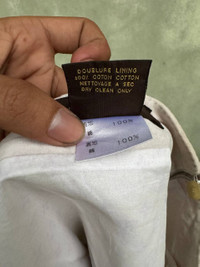 DOUBLURE LINING
100% COTON COTTON
NETTOYAGE A SEC
DRY CLEAN ONLY
100%
100%